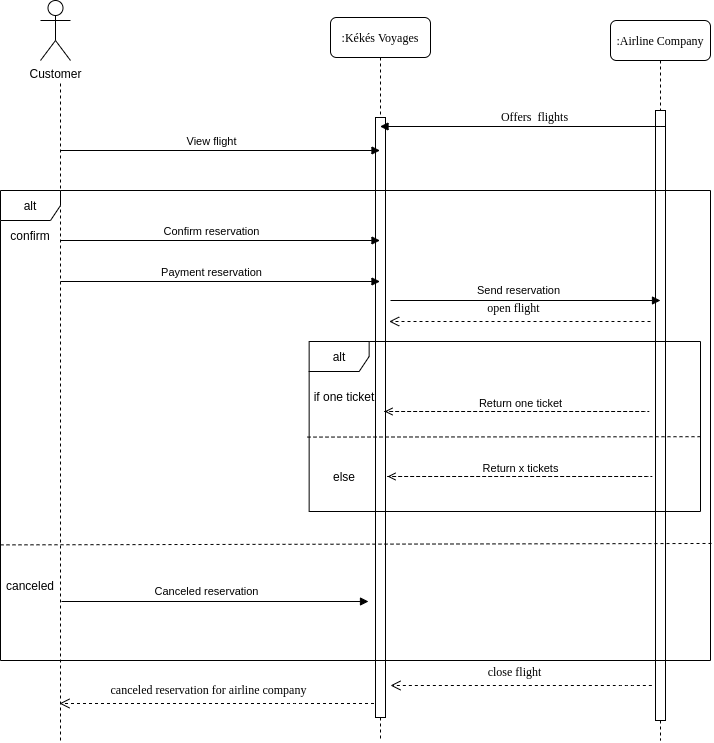 :Kékés Voyages
:Airline Company
Customer
Offers flights
View flight
alt
confirm
Confirm reservation
Payment reservation
Send reservation
open flight
alt
if one ticket
Return one ticket
Return x tickets
else
canceled
Canceled reservation
close flight
canceled reservation for airline company